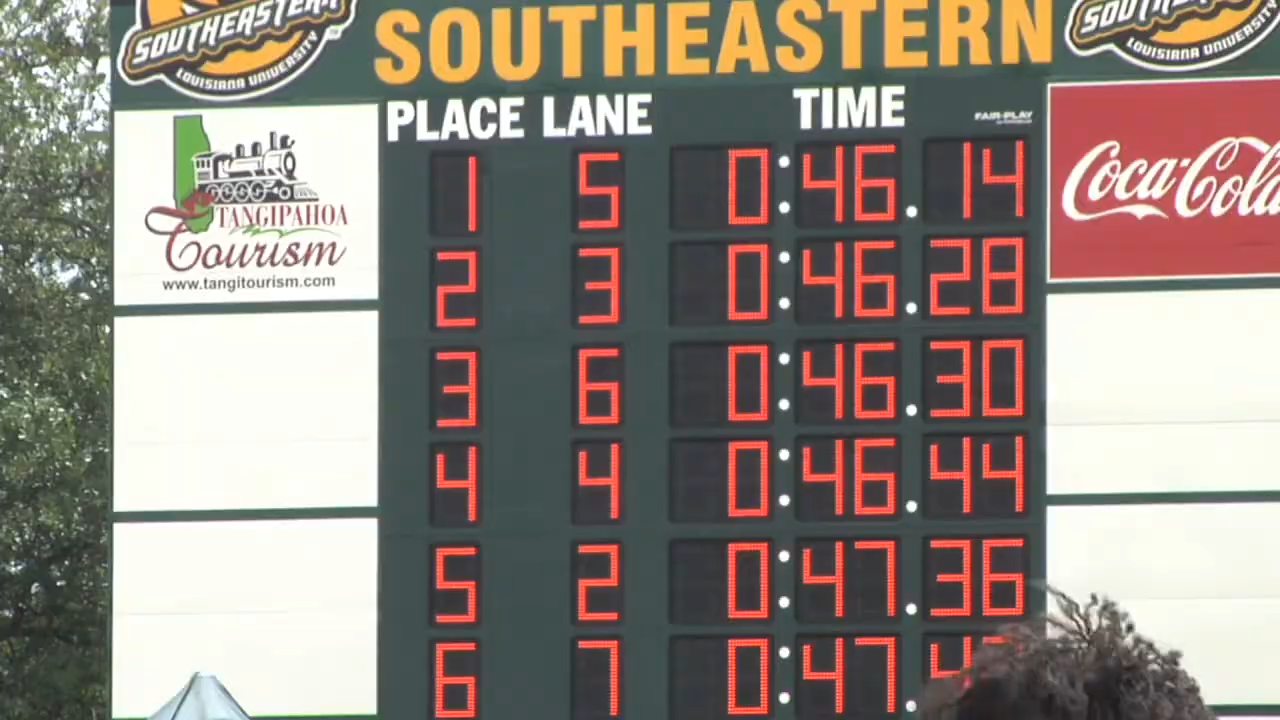 SOUTHEASTERN
LOUISIANA UNIVERSITY
SOUTHEASTERN
LOUISIANA UNIVERSITY
PLACE LANE TIME
FAIR-PLAY
TANGIPAHOA
Tourism
www.tangitourism.com
Coca-Cola
1 5 0:46.14
2 3 0:46.28
3 6 0:46.30
4 4 0:46.44
5 2 0:47.36
6 7 0:47.